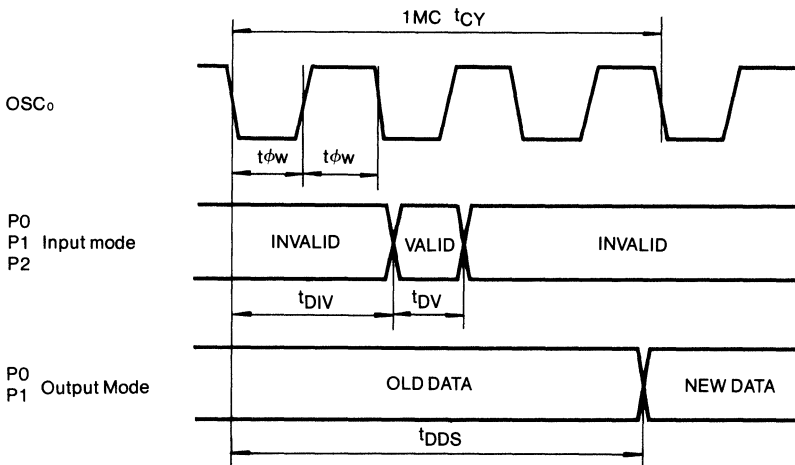 1MC tCY
OSC0
tϕW tϕW
P0
P1 Input mode
P2
INVALID VALID INVALID
tDIV tDV
P0
P1 Output Mode
OLD DATA NEW DATA
tDDS